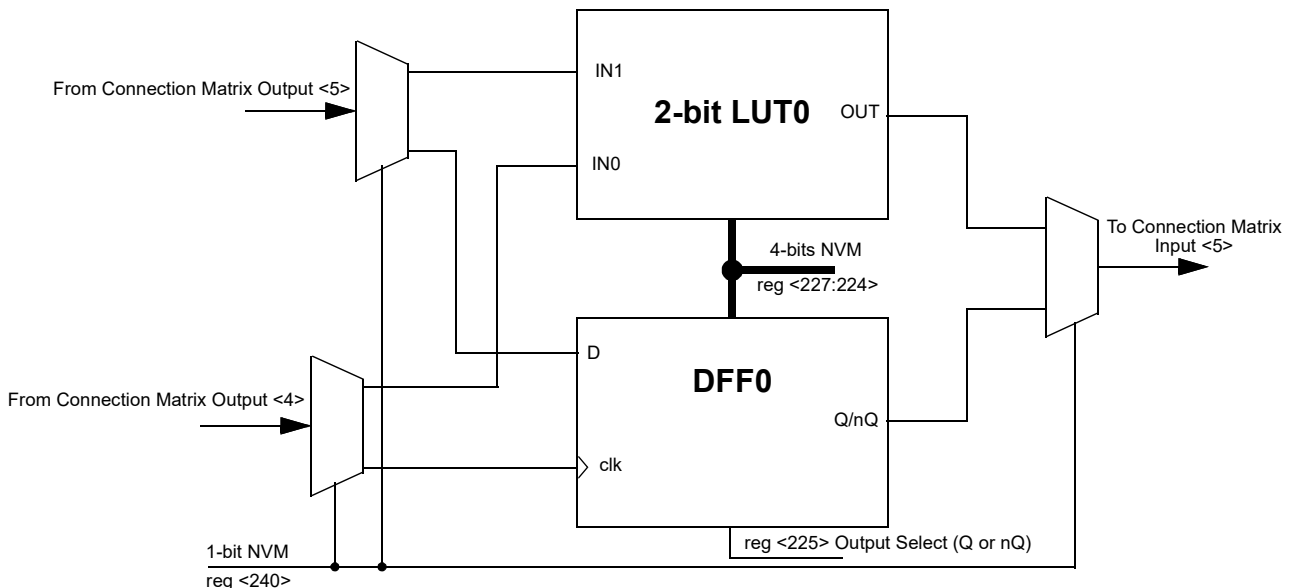 From Connection Matrix Output <5>
IN1
2-bit LUT0
OUT
IN0
To Connection Matrix
Input <5>
4-bits NVM
reg <227:224>
D
DFF0
From Connection Matrix Output <4>
Q/nQ
clk
reg <225> Output Select (Q or nQ)
1-bit NVM
reg <240>